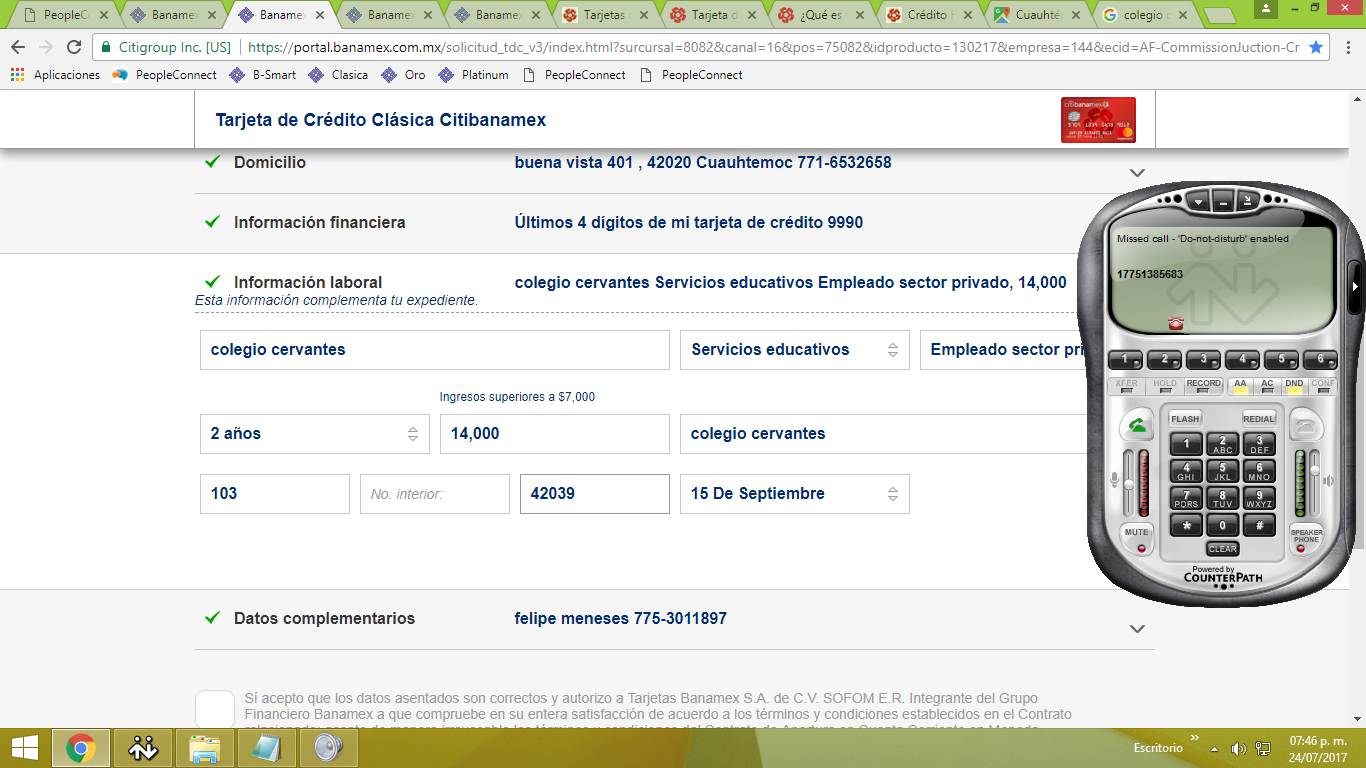 PeopleCo
Banamex
Banamex
Banamex
Banamex
Tarjetas
Tarjeta d
¿Qué es
Crédito
Cuauhté
colegio
Citigroup Inc. [US]
https://portal.banamex.com.mx/solicitud_tdc_v3/index.html?surcursal=8082&canal=16&pos=75082&idproducto=130217&empresa=144&ecid=AF-CommissionJuction-Cr
Aplicaciones PeopleConnect B-Smart Clasica Oro Platinum PeopleConnect PeopleConnect
Tarjeta de Crédito Clásica Citibanamex
citibanamex
5709 1234 5678 9012
Domicilio
buena vista 401 , 42020 Cuauhtemoc 771-6532658
Información financiera
Últimos 4 dígitos de mi tarjeta de crédito 9990
Información laboral
colegio cervantes Servicios educativos Empleado sector privado, 14,000
Esta información complementa tu expediente.
colegio cervantes
Servicios educativos
Empleado sector pri
Ingresos superiores a $7,000
2 años
14,000
colegio cervantes
103
No. interior:
42039
15 De Septiembre
Datos complementarios
felipe meneses 775-3011897
Sí acepto que los datos asentados son correctos y autorizo a Tarjetas Banamex S.A. de C.V. SOFOM E.R. Integrante del Grupo
Financiero Banamex a que compruebe en su entera satisfacción de acuerdo a los términos y condiciones establecidos en el Contrato
Missed call - 'Do-not-disturb' enabled
17751385683
1 2 3 4 5 6
XFER HOLD RECORD AA AC DND CONF
FLASH REDIAL
1 2 ABC 3 DEF
4 GHI 5 JKL 6 MNO
7 PQRS 8 TUV 9 WXYZ
* 0 #
MUTE
SPEAKER PHONE
CLEAR
Powered by
COUNTERPATH
Escritorio
07:46 p. m.
24/07/2017